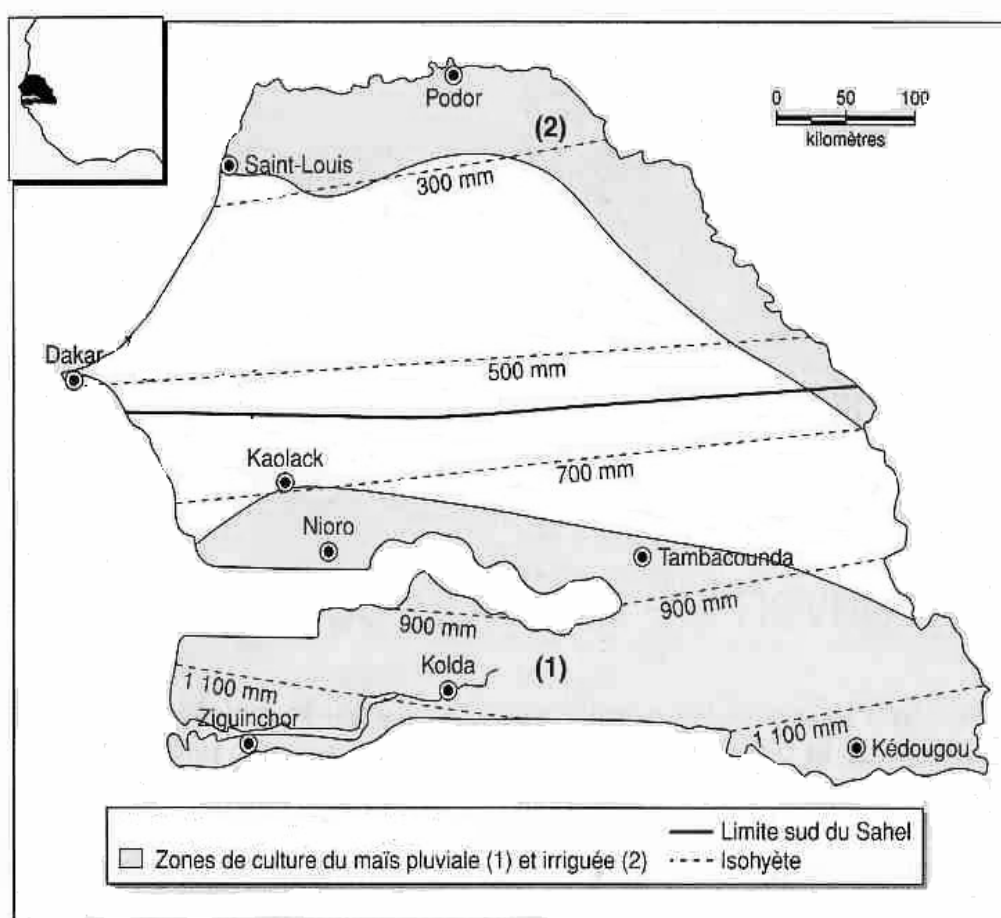 Podor
0 50 100
kilomètres
(2)
Saint-Louis
300 mm
Dakar
500 mm
Kaolack
700 mm
Nioro
Tambacounda
900 mm
900 mm
Kolda
(1)
1 100 mm
Ziguinchor
1 100 mm
Kédougou
Limite sud du Sahel
Zones de culture du maïs pluviale (1) et irriguée (2)
Isohyète